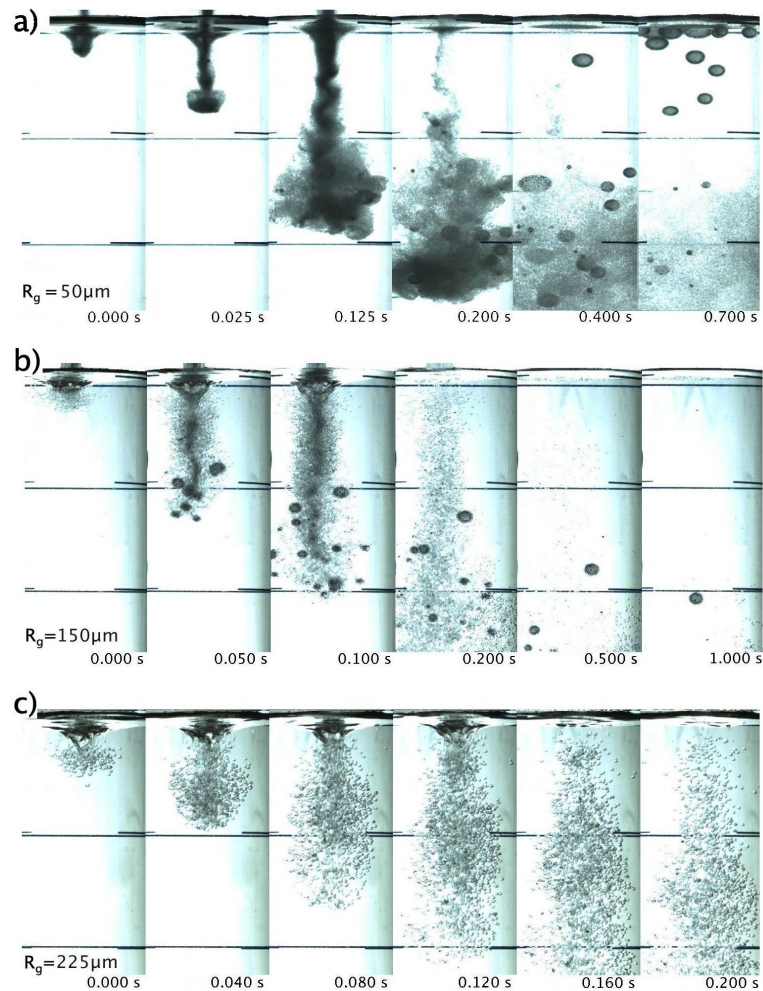 a)
R_g = 50μm
0.000 s 0.025 s 0.125 s 0.200 s 0.400 s 0.700 s
b)
R_g=150μm
0.000 s 0.050 s 0.100 s 0.200 s 0.500 s 1.000 s
c)
R_g=225μm
0.000 s 0.040 s 0.080 s 0.120 s 0.160 s 0.200 s